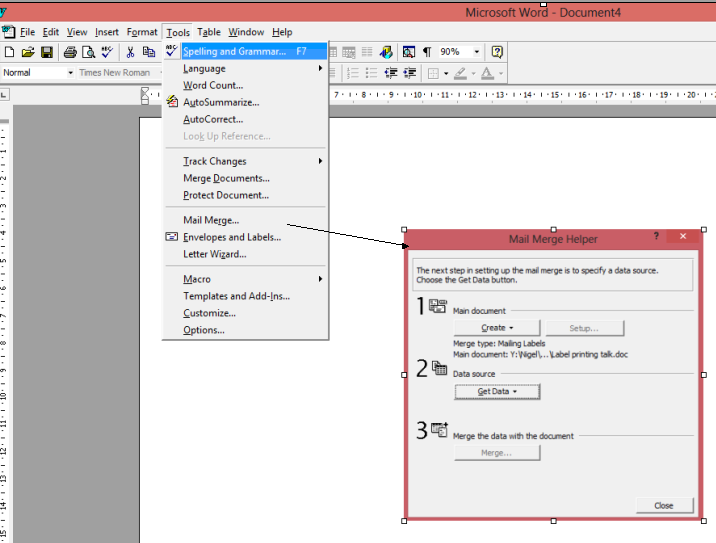 Microsoft Word - Document4
File Edit View Insert Format Tools Table Window Help
90%
Normal Times New Roman
Spelling and Grammar... F7
Language
Word Count...
AutoSummarize...
AutoCorrect...
Look Up Reference...
Track Changes
Merge Documents...
Protect Document...
Mail Merge...
Envelopes and Labels...
Letter Wizard...
Macro
Templates and Add-Ins...
Customize...
Options...
7 8 9 10 11 12 13 14 15 16 17 18 19 20
Mail Merge Helper ? ×
The next step in setting up the mail merge is to specify a data source.
Choose the Get Data button.
1 Main document
Create Setup...
Merge type: Mailing Labels
Main document: Y:\Nigel\...\Label printing talk.doc
2 Data source
Get Data
3 Merge the data with the document
Merge...
Close